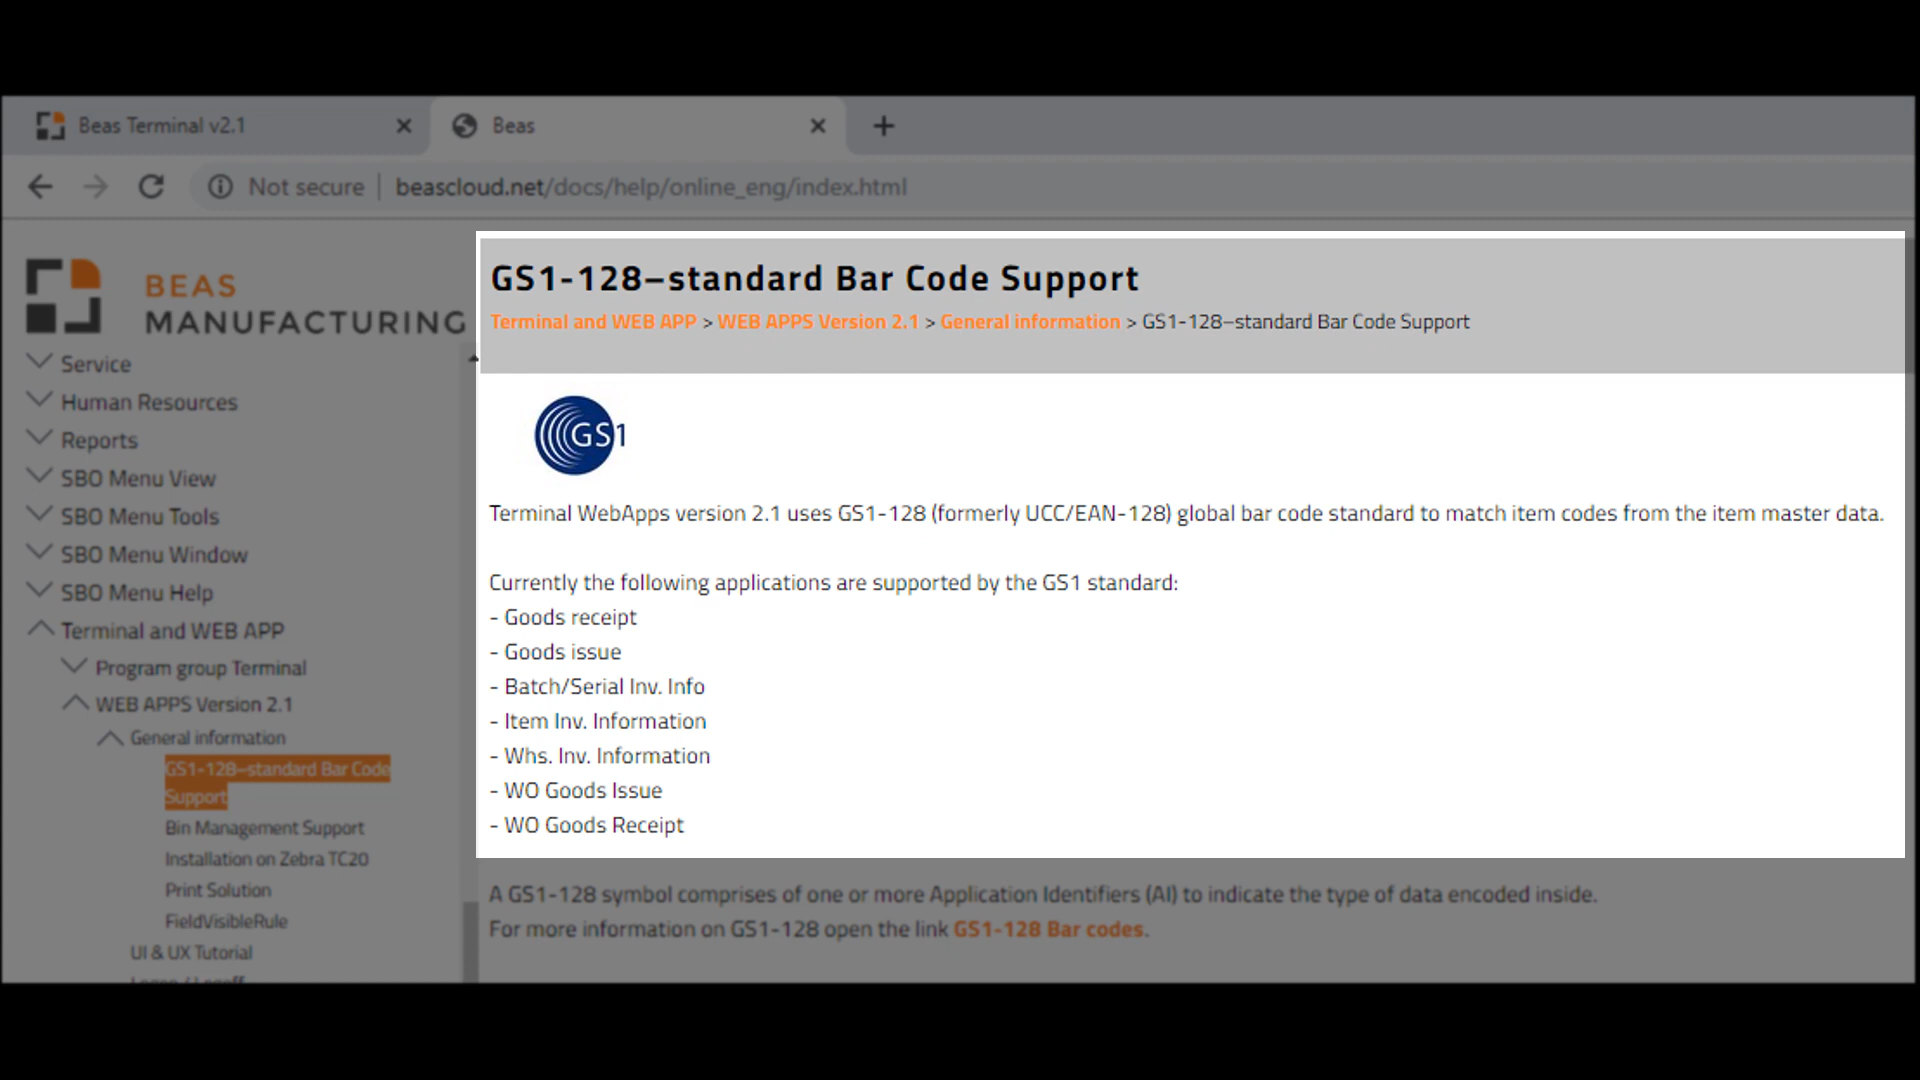 Beas Terminal v2.1
Beas
Not secure | beascloud.net/docs/help/online_eng/index.html
BEAS
MANUFACTURING
Service
Human Resources
Reports
SBO Menu View
SBO Menu Tools
SBO Menu Window
SBO Menu Help
Terminal and WEB APP
Program group Terminal
WEB APPS Version 2.1
General information
GS1-128–standard Bar Code
Support
Bin Management Support
Installation on Zebra TC20
Print Solution
FieldVisibleRule
UI & UX Tutorial
GS1-128–standard Bar Code Support
Terminal and WEB APP > WEB APPS Version 2.1 > General information > GS1-128–standard Bar Code Support
GS1
Terminal WebApps version 2.1 uses GS1-128 (formerly UCC/EAN-128) global bar code standard to match item codes from the item master data.
Currently the following applications are supported by the GS1 standard:
- Goods receipt
- Goods issue
- Batch/Serial Inv. Info
- Item Inv. Information
- Whs. Inv. Information
- WO Goods Issue
- WO Goods Receipt
A GS1-128 symbol comprises of one or more Application Identifiers (AI) to indicate the type of data encoded inside.
For more information on GS1-128 open the link GS1-128 Bar codes.